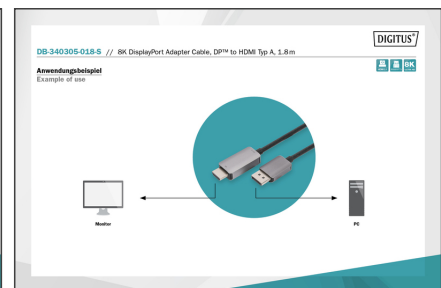 DIGITUS®
DB-340305-018-S // 8K DisplayPort Adapter Cable, DP™ to HDMI Typ A, 1.8 m
Anwendungsbeispiel
Example of use
8K
Monitor
PC